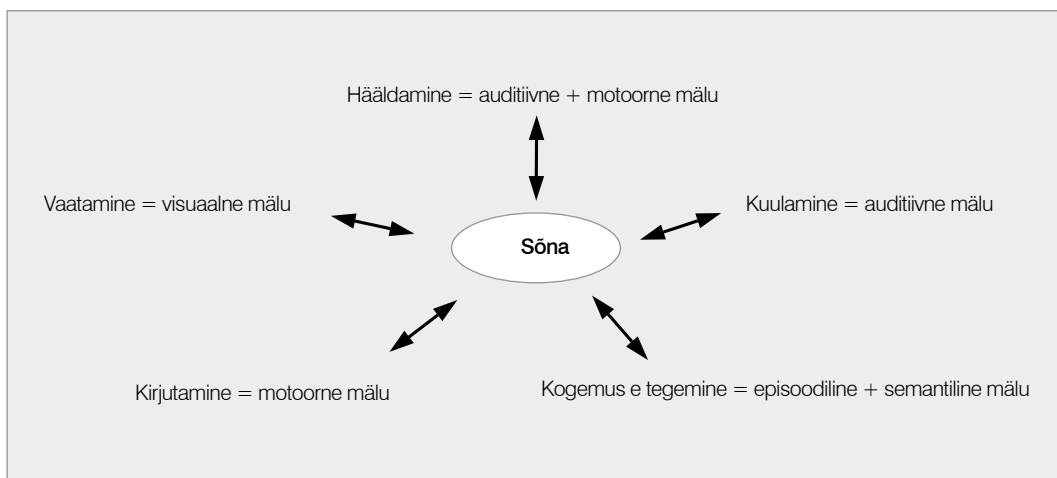 Hääldamine = auditiivne + motoorne mälu
Vaatamine = visuaalne mälu
Kuulamine = auditiivne mälu
Sõna
Kirjutamine = motoorne mälu
Kogemus e tegemine = episoodiline + semantiline mälu